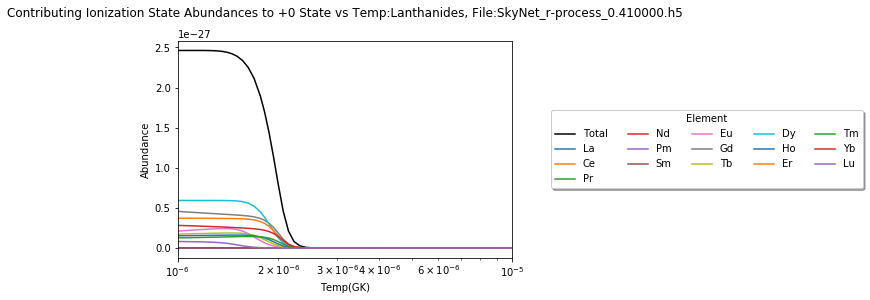 Contributing Ionization State Abundances to +0 State vs Temp:Lanthanides, File:SkyNet_r-process_0.410000.h5
1e−27
2.5
2.0
1.5
1.0
0.5
0.0
Abundance
10⁻⁶
2 × 10⁻⁶
3 × 10⁻⁶
4 × 10⁻⁶
6 × 10⁻⁶
10⁻⁵
Temp(GK)
Element
Total Nd Eu Dy Tm
La Pm Gd Ho Yb
Ce Sm Tb Er Lu
Pr